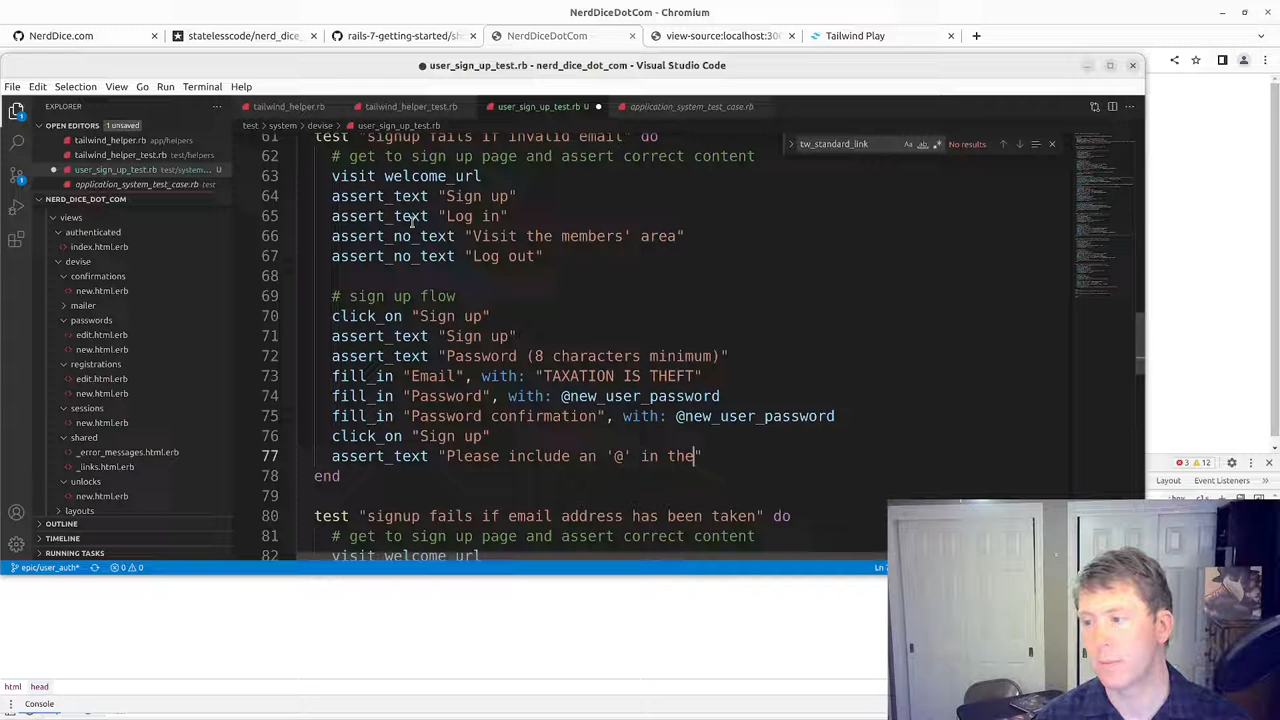 NerdDiceDotCom - Chromium
NerdDice.com
statelesscode/nerd_dice_
rails-7-getting-started/sh
NerdDiceDotCom
view-source:localhost:300
Tailwind Play
user_sign_up_test.rb - nerd_dice_dot_com - Visual Studio Code
File Edit Selection View Go Run Terminal Help
EXPLORER
tailwind_helper.rb
tailwind_helper_test.rb
user_sign_up_test.rb U
application_system_test_case.rb
OPEN EDITORS 1 unsaved
test > system > devise > user_sign_up_test.rb
tailwind_helper.rb app/helpers
tailwind_helper_test.rb test/helpers
user_sign_up_test.rb test/system... U
application_system_test_case.rb test
NERD_DICE_DOT_COM
views
authenticated
index.html.erb
devise
confirmations
new.html.erb
mailer
passwords
edit.html.erb
new.html.erb
registrations
edit.html.erb
new.html.erb
sessions
new.html.erb
shared
_error_messages.html.erb
_links.html.erb
unlocks
new.html.erb
layouts
OUTLINE
TIMELINE
RUNNING TASKS
tw_standard_link Aa ab No results
61 test "signup fails if invalid email" do
62 # get to sign up page and assert correct content
63 visit welcome_url
64 assert_text "Sign up"
65 assert_text "Log in"
66 assert_no_text "Visit the members' area"
67 assert_no_text "Log out"
68
69 # sign up flow
70 click_on "Sign up"
71 assert_text "Sign up"
72 assert_text "Password (8 characters minimum)"
73 fill_in "Email", with: "TAXATION IS THEFT"
74 fill_in "Password", with: @new_user_password
75 fill_in "Password confirmation", with: @new_user_password
76 click_on "Sign up"
77 assert_text "Please include an '@' in the"
78 end
79
80 test "signup fails if email address has been taken" do
81 # get to sign up page and assert correct content
82 visit welcome_url
epic/user_auth* 0 0
3 12
Layout Event Listeners
html head
Console